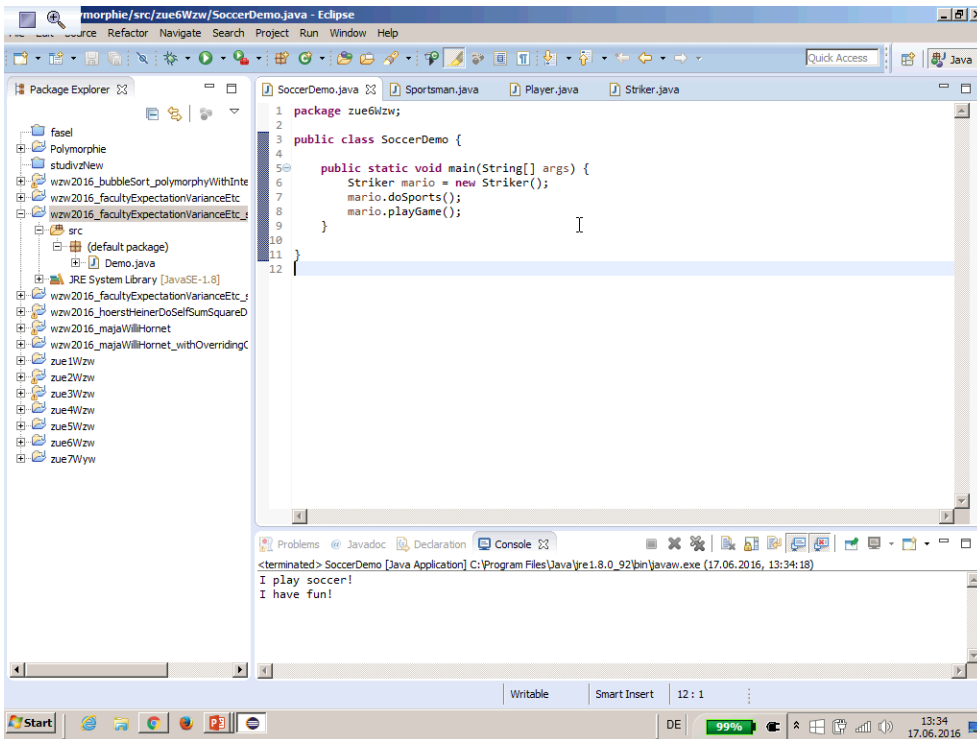 morphie/src/zue6Wzw/SoccerDemo.java - Eclipse
Refactor Navigate Search Project Run Window Help
Quick Access
Java
Package Explorer
fasel
Polymorphie
studivzNew
wzw2016_bubbleSort_polymorphyWithInte
wzw2016_facultyExpectationVarianceEtc
wzw2016_facultyExpectationVarianceEtc_s
src
(default package)
Demo.java
JRE System Library [JavaSE-1.8]
wzw2016_facultyExpectationVarianceEtc_s
wzw2016_hoerstHeinerDoSelfSumSquareD
wzw2016_majaWilliHornet
wzw2016_majaWilliHornet_withOverridingC
zue1Wzw
zue2Wzw
zue3Wzw
zue4Wzw
zue5Wzw
zue6Wzw
zue7Wyw
SoccerDemo.java Sportsman.java Player.java Striker.java
1 package zue6Wzw;
2
3 public class SoccerDemo {
4
5 public static void main(String[] args) {
6 Striker mario = new Striker();
7 mario.doSports();
8 mario.playGame();
9 }
10
11 }
12
Problems Javadoc Declaration Console
<terminated> SoccerDemo [Java Application] C:\Program Files\Java\jre1.8.0_92\bin\javaw.exe (17.06.2016, 13:34:18)
I play soccer!
I have fun!
Writable Smart Insert 12 : 1
Start
DE 99% 13:34
17.06.2016